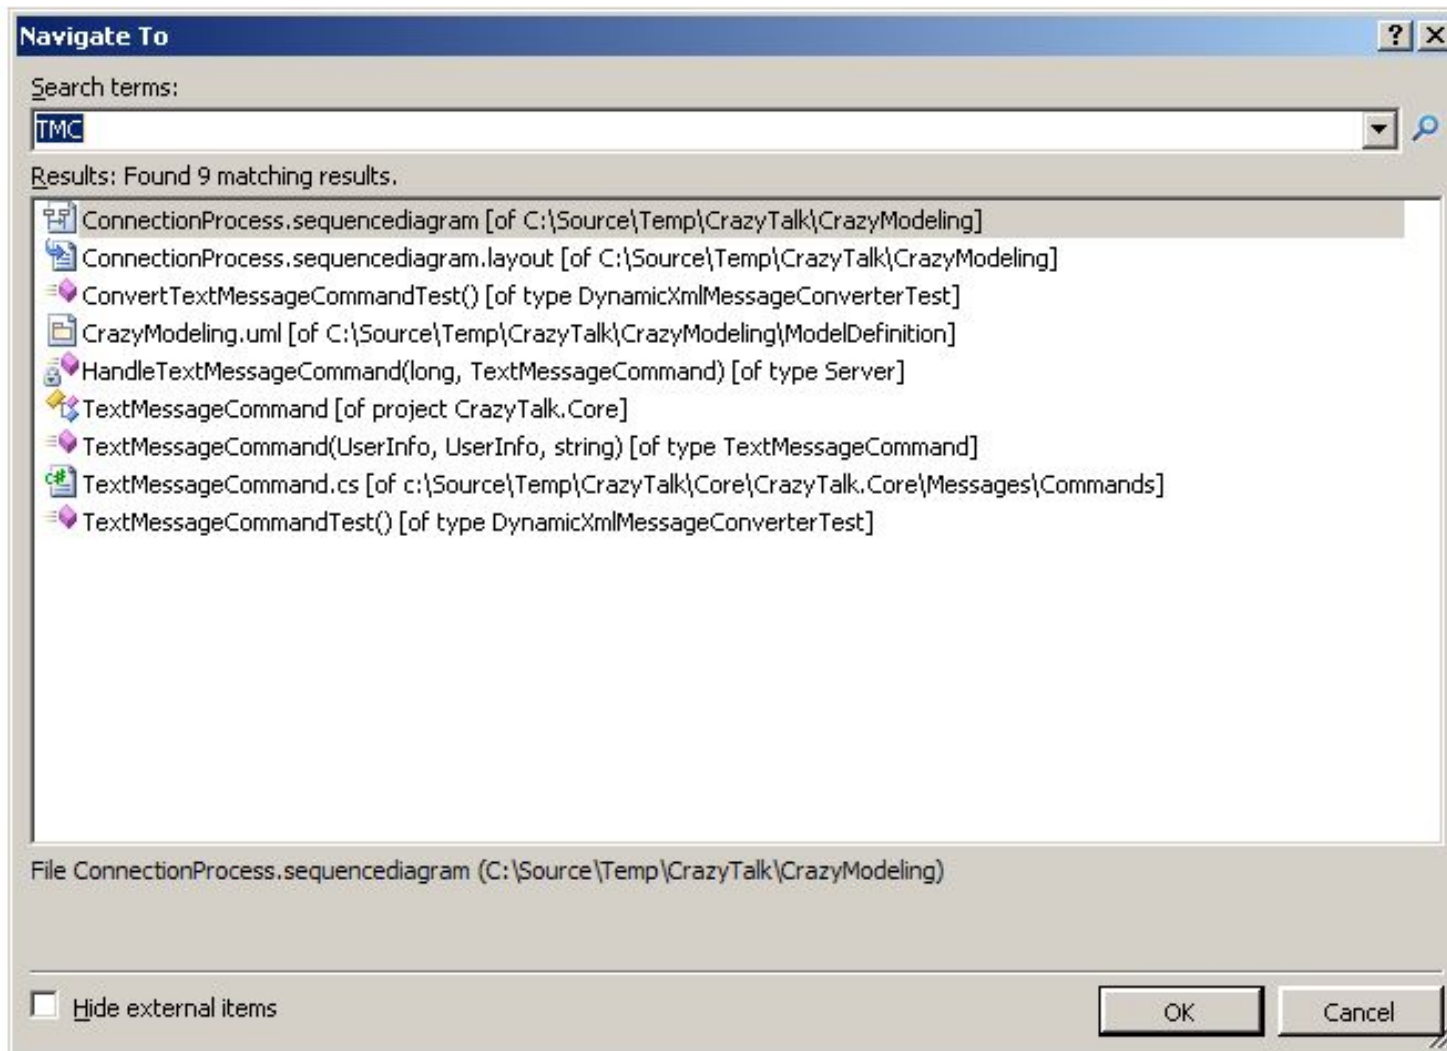 Navigate To
Search terms:
TMC
Results: Found 9 matching results.
ConnectionProcess.sequencediagram [of C:\Source\Temp\CrazyTalk\CrazyModeling]
ConnectionProcess.sequencediagram.layout [of C:\Source\Temp\CrazyTalk\CrazyModeling]
ConvertTextMessageCommandTest() [of type DynamicXmlMessageConverterTest]
CrazyModeling.uml [of C:\Source\Temp\CrazyTalk\CrazyModeling\ModelDefinition]
HandleTextMessageCommand(long, TextMessageCommand) [of type Server]
TextMessageCommand [of project CrazyTalk.Core]
TextMessageCommand(UserInfo, UserInfo, string) [of type TextMessageCommand]
TextMessageCommand.cs [of c:\Source\Temp\CrazyTalk\Core\CrazyTalk.Core\Messages\Commands]
TextMessageCommandTest() [of type DynamicXmlMessageConverterTest]
File ConnectionProcess.sequencediagram (C:\Source\Temp\CrazyTalk\CrazyModeling)
Hide external items
OK Cancel